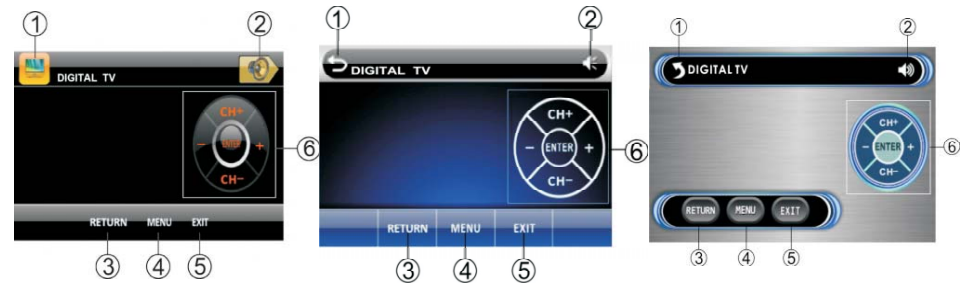 ① ②
DIGITAL TV
CH+
- ENTER +
CH-
⑥
RETURN MENU EXIT
③ ④ ⑤
① ②
DIGITAL TV
CH+
- ENTER +
CH-
⑥
RETURN MENU EXIT
③ ④ ⑤
① ②
DIGITAL TV
CH+
- ENTER +
CH-
⑥
RETURN MENU EXIT
③ ④ ⑤